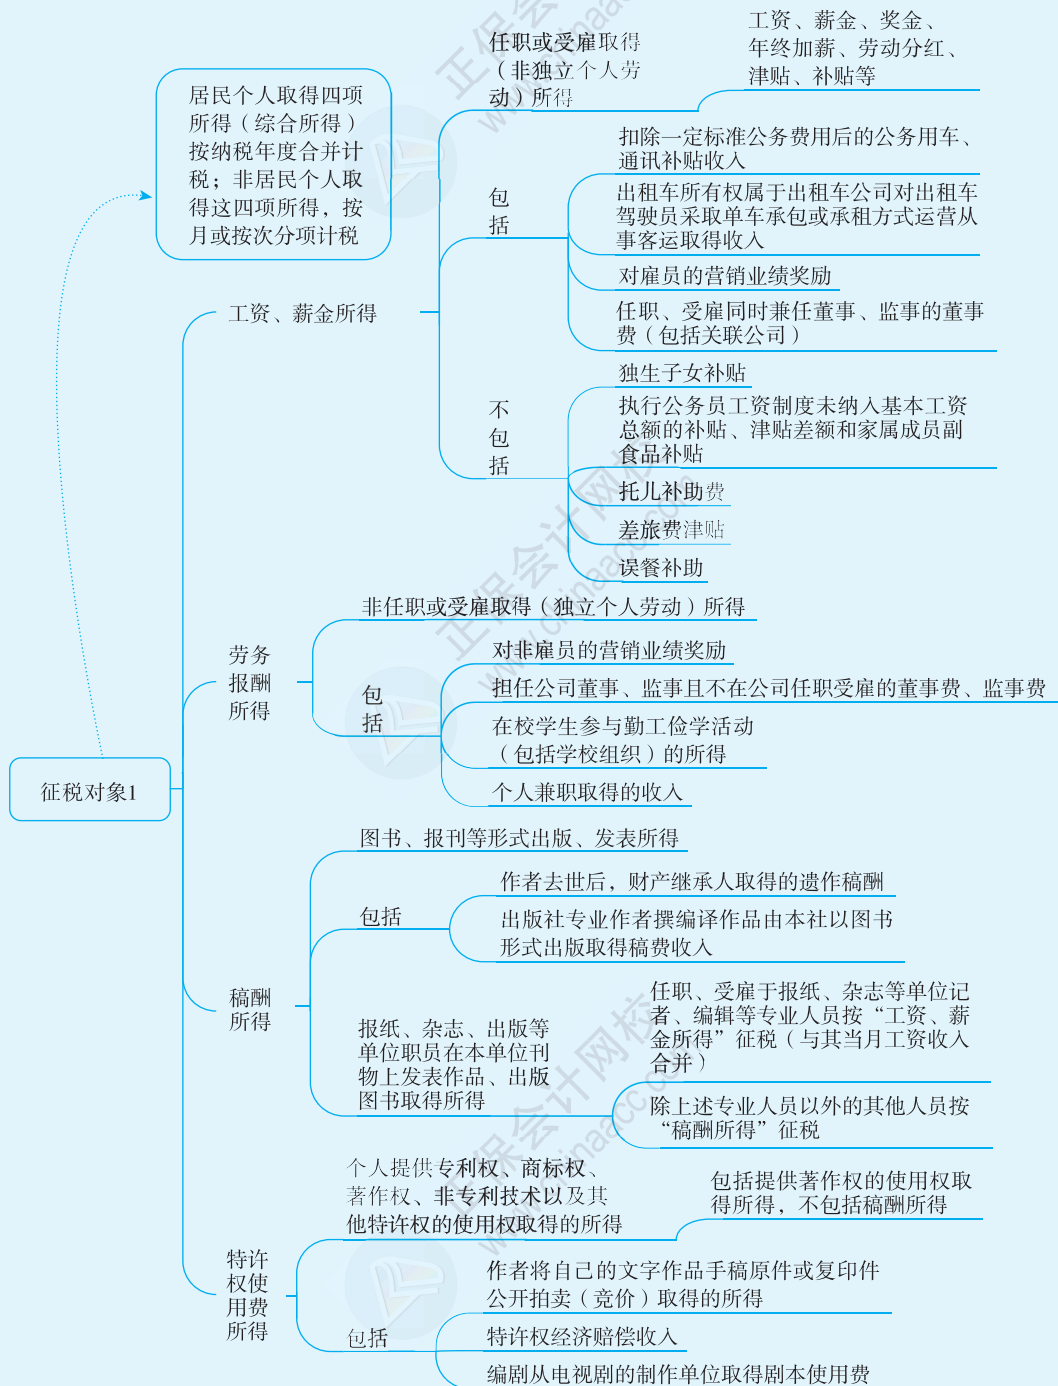 工资、薪金、奖金、
年终加薪、劳动分红、
津贴、补贴等
任职或受雇取得
（非独立个人劳
动）所得
居民个人取得四项
所得（综合所得）
按纳税年度合并计
税；非居民个人取
得这四项所得，按
月或按次分项计税
扣除一定标准公务费用后的公务用车、
通讯补贴收入
包
括
出租车所有权属于出租车公司对出租车
驾驶员采取单车承包或承租方式运营从
事客运取得收入
对雇员的营销业绩奖励
任职、受雇同时兼任董事、监事的董事
费（包括关联公司）
工资、薪金所得
独生子女补贴
不
包
括
执行公务员工资制度未纳入基本工资
总额的补贴、津贴差额和家属成员副
食品补贴
托儿补助费
差旅费津贴
误餐补助
非任职或受雇取得（独立个人劳动）所得
劳务
报酬
所得
包
括
对非雇员的营销业绩奖励
担任公司董事、监事且不在公司任职受雇的董事费、监事费
在校学生参与勤工俭学活动
（包括学校组织）的所得
个人兼职取得的收入
征税对象1
图书、报刊等形式出版、发表所得
包括
作者去世后，财产继承人取得的遗作稿酬
出版社专业作者撰编译作品由本社以图书
形式出版取得稿费收入
稿酬
所得
报纸、杂志、出版等
单位职员在本单位刊
物上发表作品、出版
图书取得所得
任职、受雇于报纸、杂志等单位记
者、编辑等专业人员按“工资、薪
金所得”征税（与其当月工资收入
合并）
除上述专业人员以外的其他人员按
“稿酬所得”征税
个人提供专利权、商标权、
著作权、非专利技术以及其
他特许权的使用权取得的所得
包括提供著作权的使用权取
得所得，不包括稿酬所得
特许
权使
用费
所得
包括
作者将自己的文字作品手稿原件或复印件
公开拍卖（竞价）取得的所得
特许权经济赔偿收入
编剧从电视剧的制作单位取得剧本使用费
正保会计网校
www.chinaacc.com
正保会计网校
www.chinaacc.com
正保会计网校
www.chinaacc.com